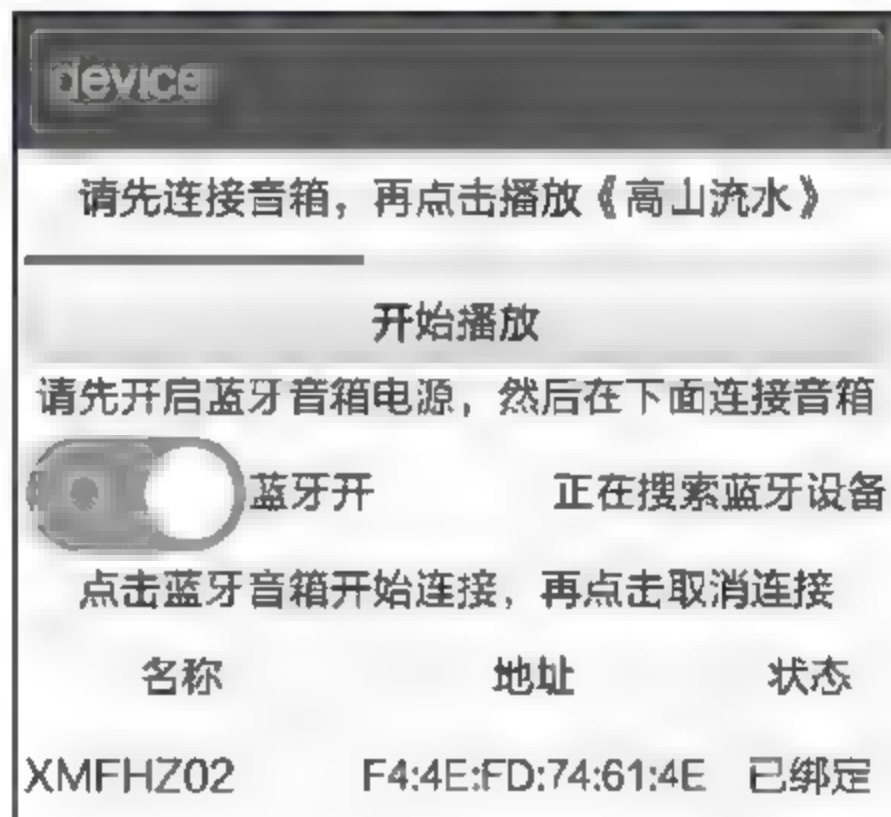 device
请先连接音箱，再点击播放《高山流水》
开始播放
请先开启蓝牙音箱电源，然后在下面连接音箱
蓝牙开 正在搜索蓝牙设备
点击蓝牙音箱开始连接，再点击取消连接
名称 地址 状态
XMFHZ02 F4:4E:FD:74:61:4E 已绑定